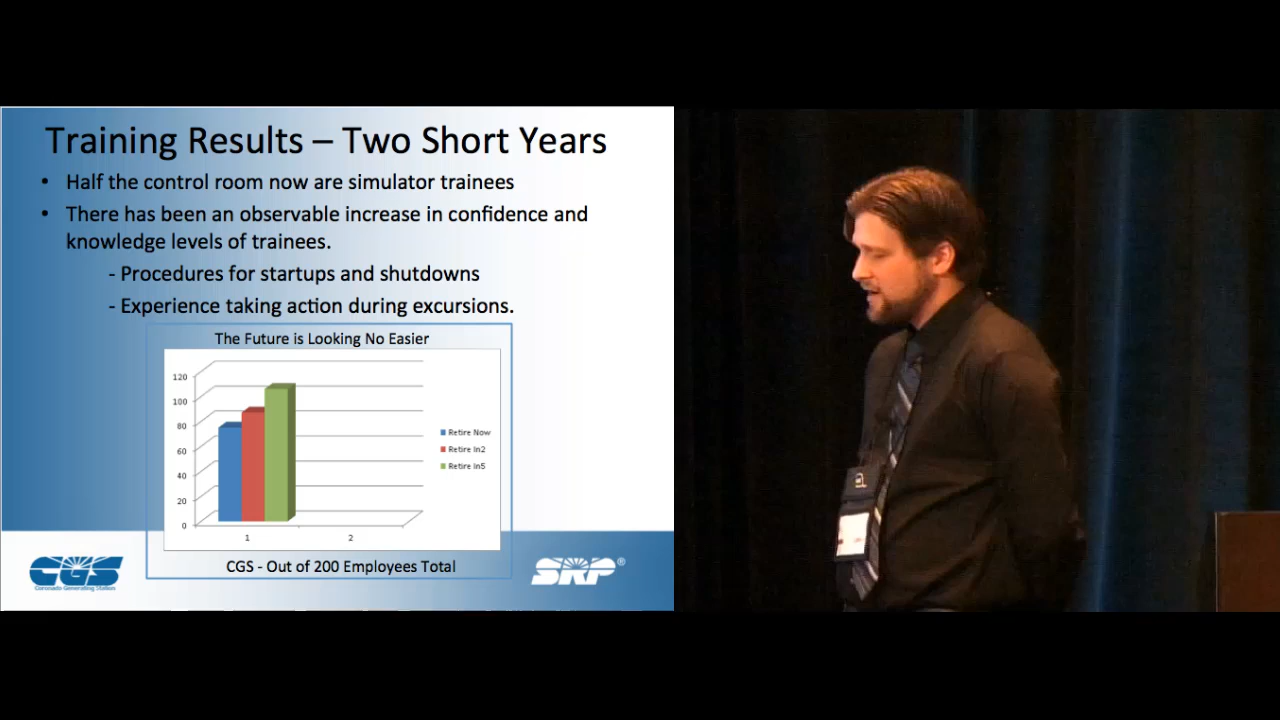 Training Results – Two Short Years
• Half the control room now are simulator trainees
• There has been an observable increase in confidence and
knowledge levels of trainees.
- Procedures for startups and shutdowns
- Experience taking action during excursions.
The Future is Looking No Easier
120
100
80
60
40
20
0
1
2
Retire Now
Retire In2
Retire In5
CGS - Out of 200 Employees Total
CGS
Coronado Generating Station
SRP®